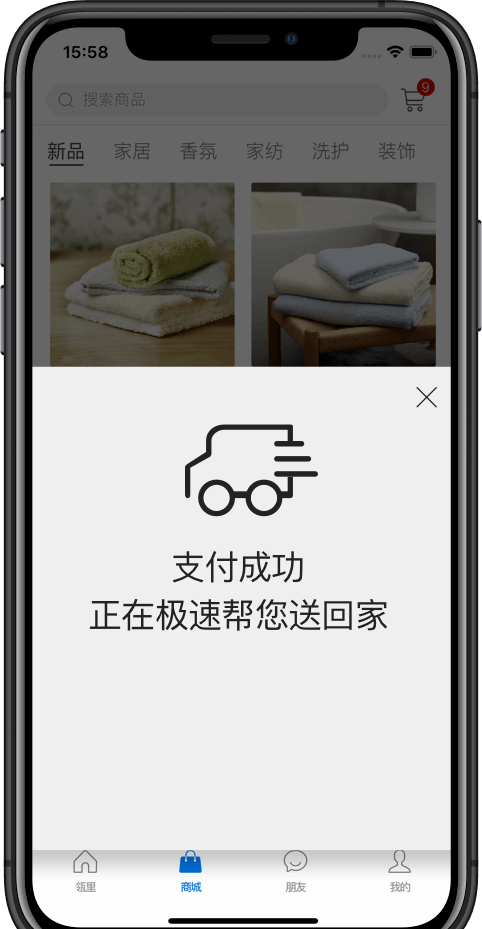 15:58
搜索商品
9
新品 家居 香氛 家纺 洗护 装饰
支付成功
正在极速帮您送回家
瓴里 商城 朋友 我的